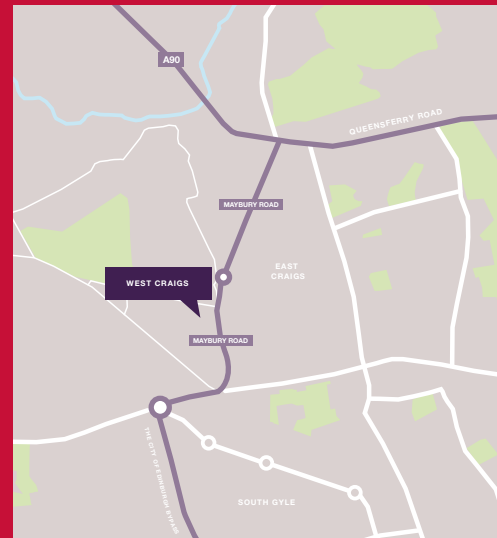 A90
QUEENSFERRY ROAD
MAYBURY ROAD
EAST
CRAIGS
WEST CRAIGS
MAYBURY ROAD
THE CITY OF EDINBURGH BYPASS
SOUTH GYLE